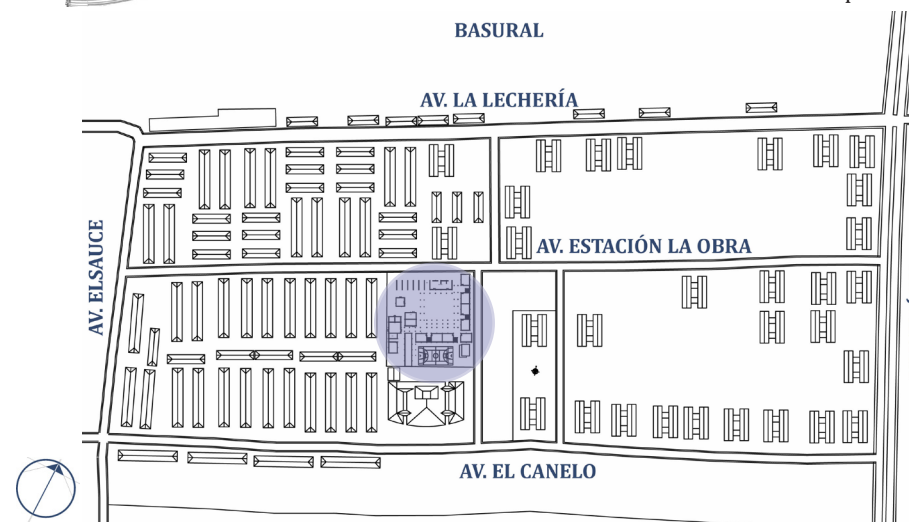 BASURAL
AV. LA LECHERÍA
AV. ELSAUCE
AV. ESTACIÓN LA OBRA
AV. EL CANELO